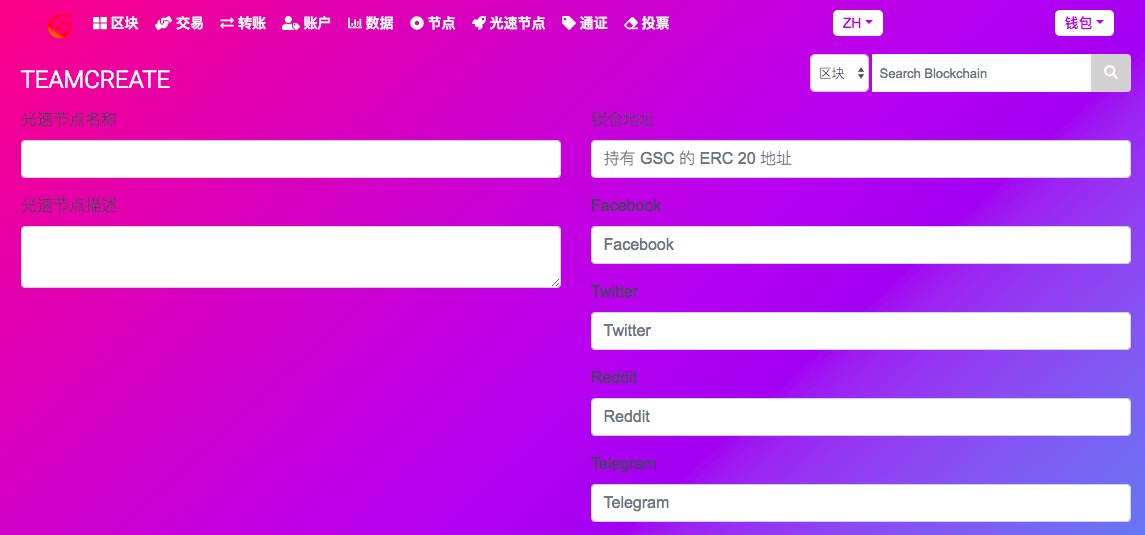 区块 交易 转账 账户 数据 节点 光速节点 通证 投票 ZH 钱包
TEAMCREATE 区块 Search Blockchain
光速节点名称 锁仓地址
持有 GSC 的 ERC 20 地址
光速节点描述 Facebook
Facebook
Twitter
Twitter
Reddit
Reddit
Telegram
Telegram